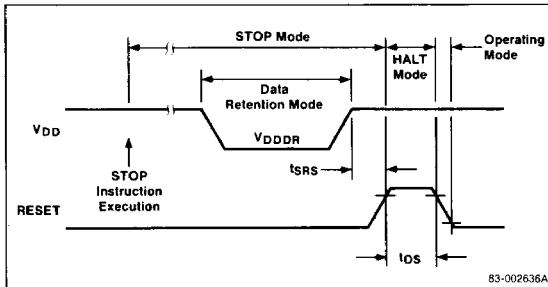 STOP Mode
HALT
Mode
Operating
Mode
Data
Retention Mode
VDD
VDDDR
tSRS
STOP
Instruction
Execution
RESET
tOS
83-002636A